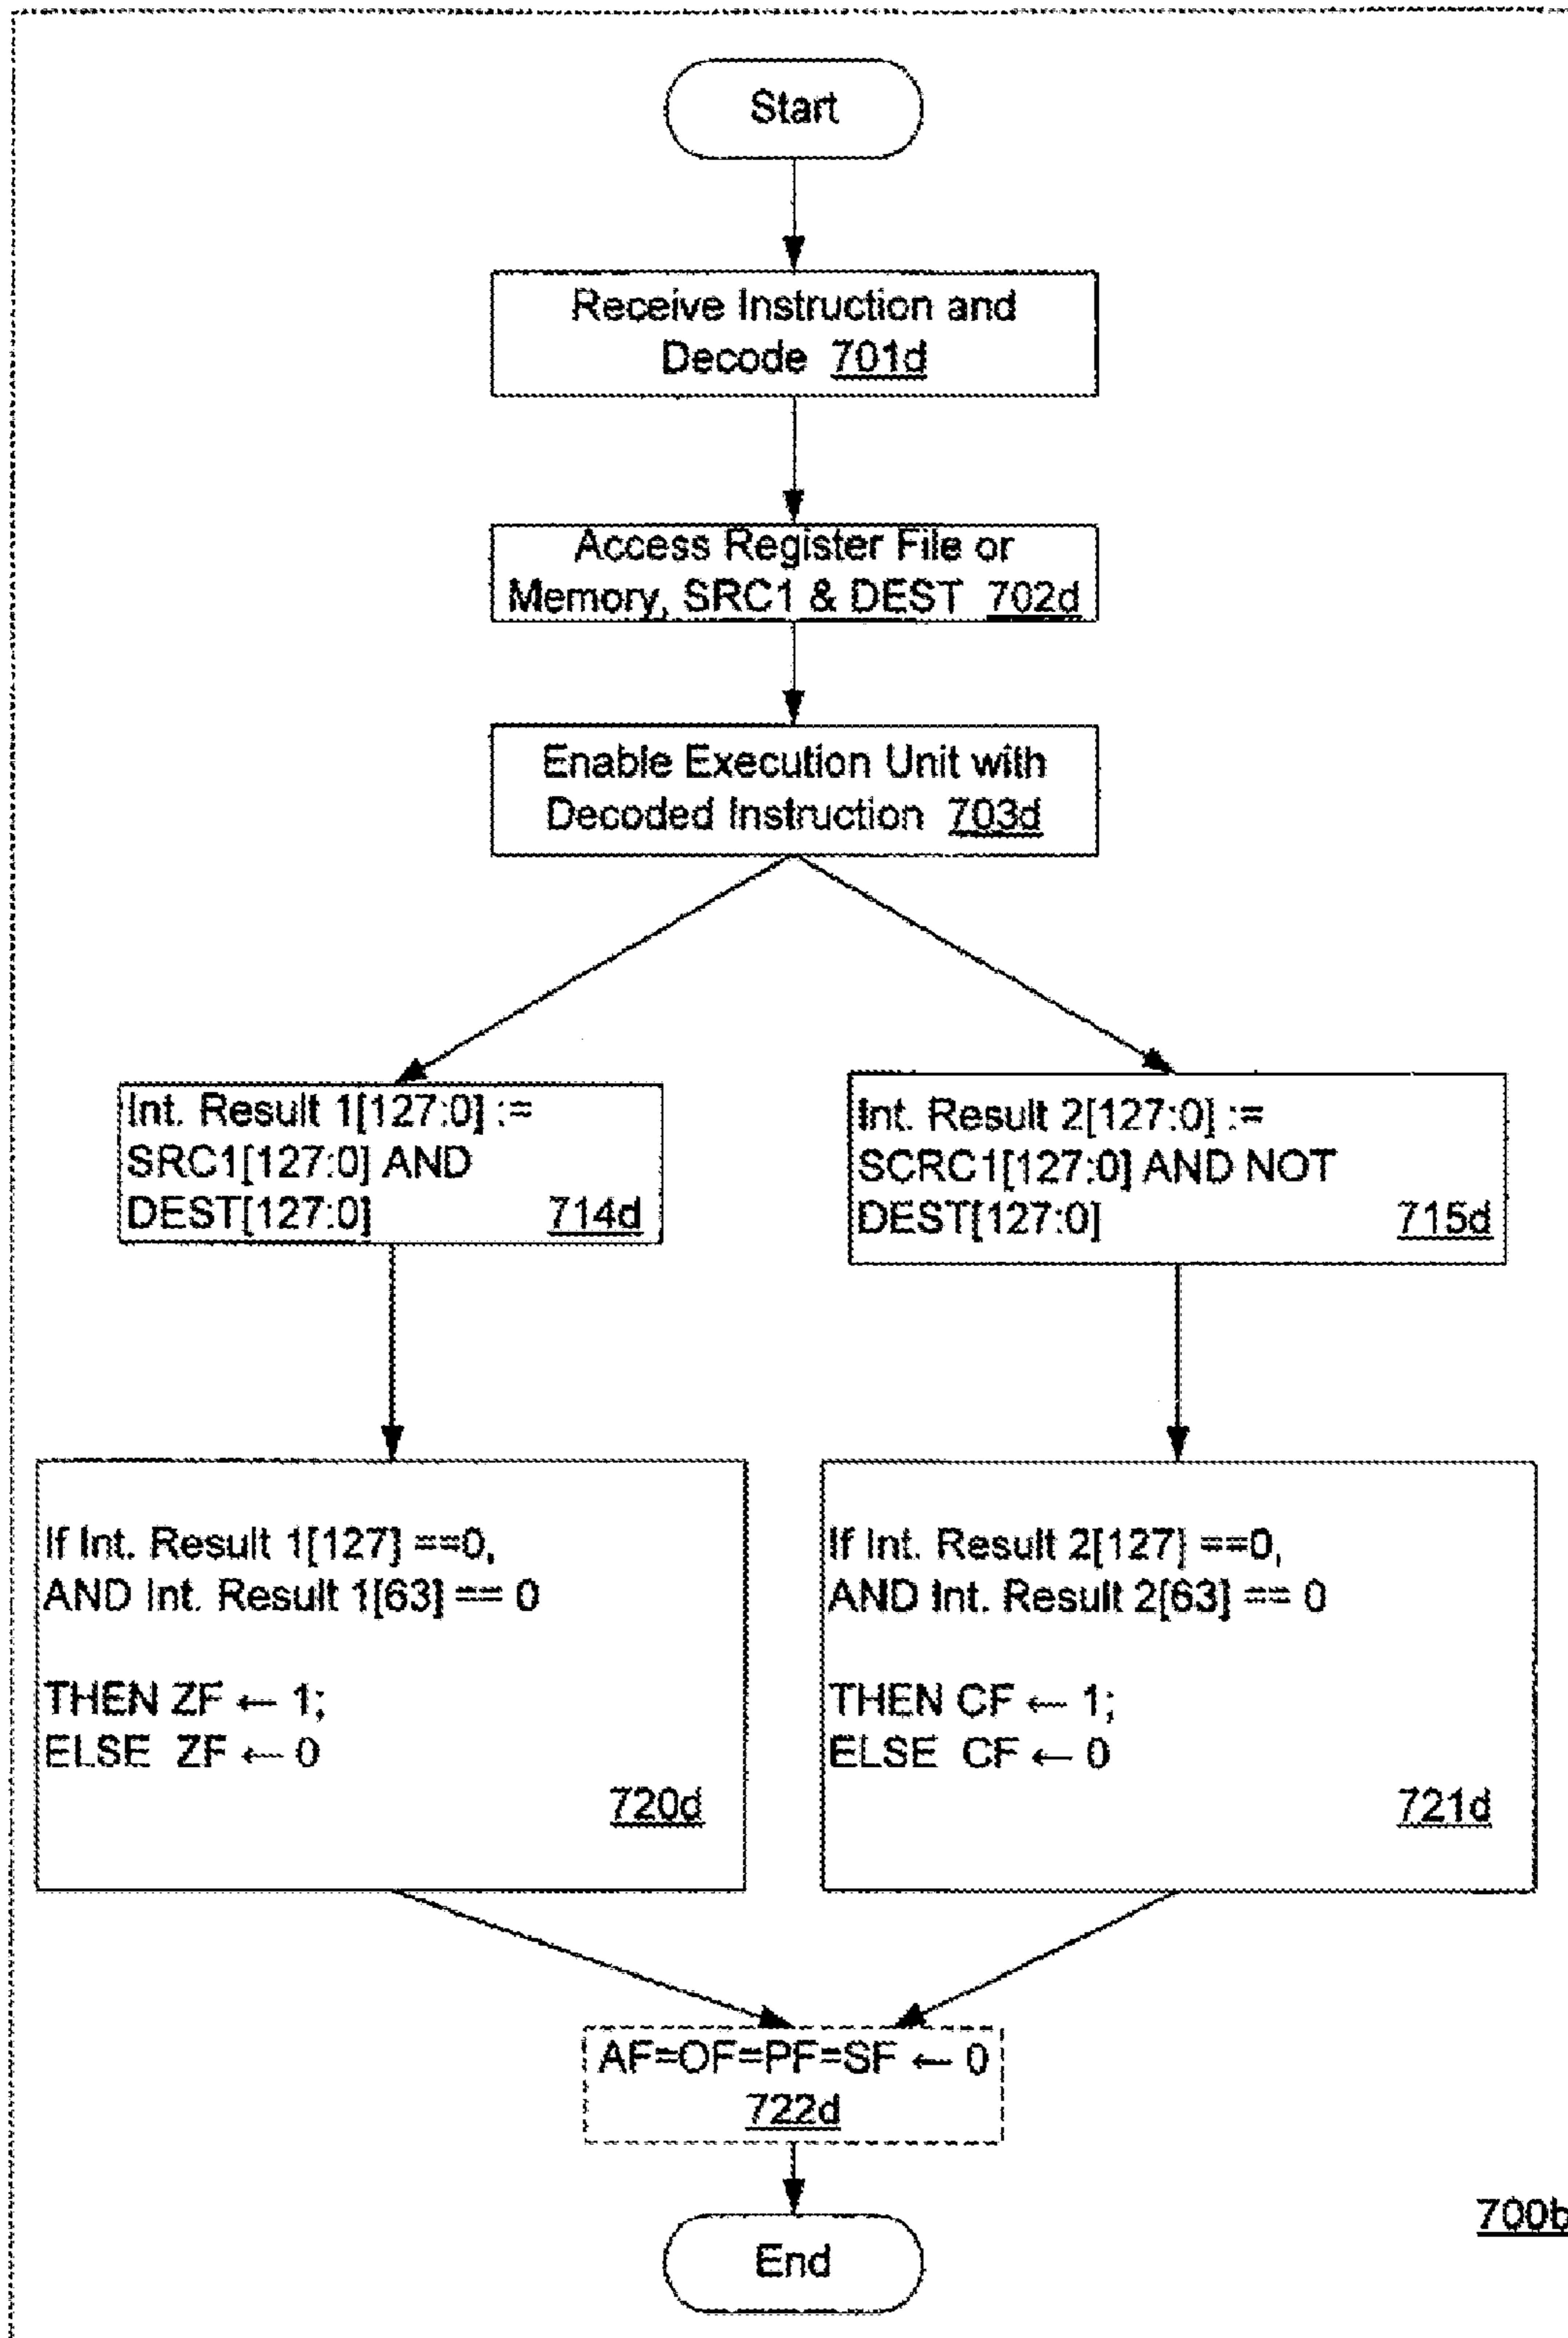 Start
Receive Instruction and
Decode 701d
Access Register File or
Memory, SRC1 & DEST 702d
Enable Execution Unit with
Decoded Instruction 703d
Int. Result 1[127:0] :=
SRC1[127:0] AND
DEST[127:0] 714d
Int. Result 2[127:0] :=
SCRC1[127:0] AND NOT
DEST[127:0] 715d
If Int. Result 1[127] ==0,
AND Int. Result 1[63] == 0
THEN ZF ← 1;
ELSE ZF ← 0
720d
If Int. Result 2[127] ==0,
AND Int. Result 2[63] == 0
THEN CF ← 1;
ELSE CF ← 0
721d
AF=OF=PF=SF ← 0
722d
End
700b